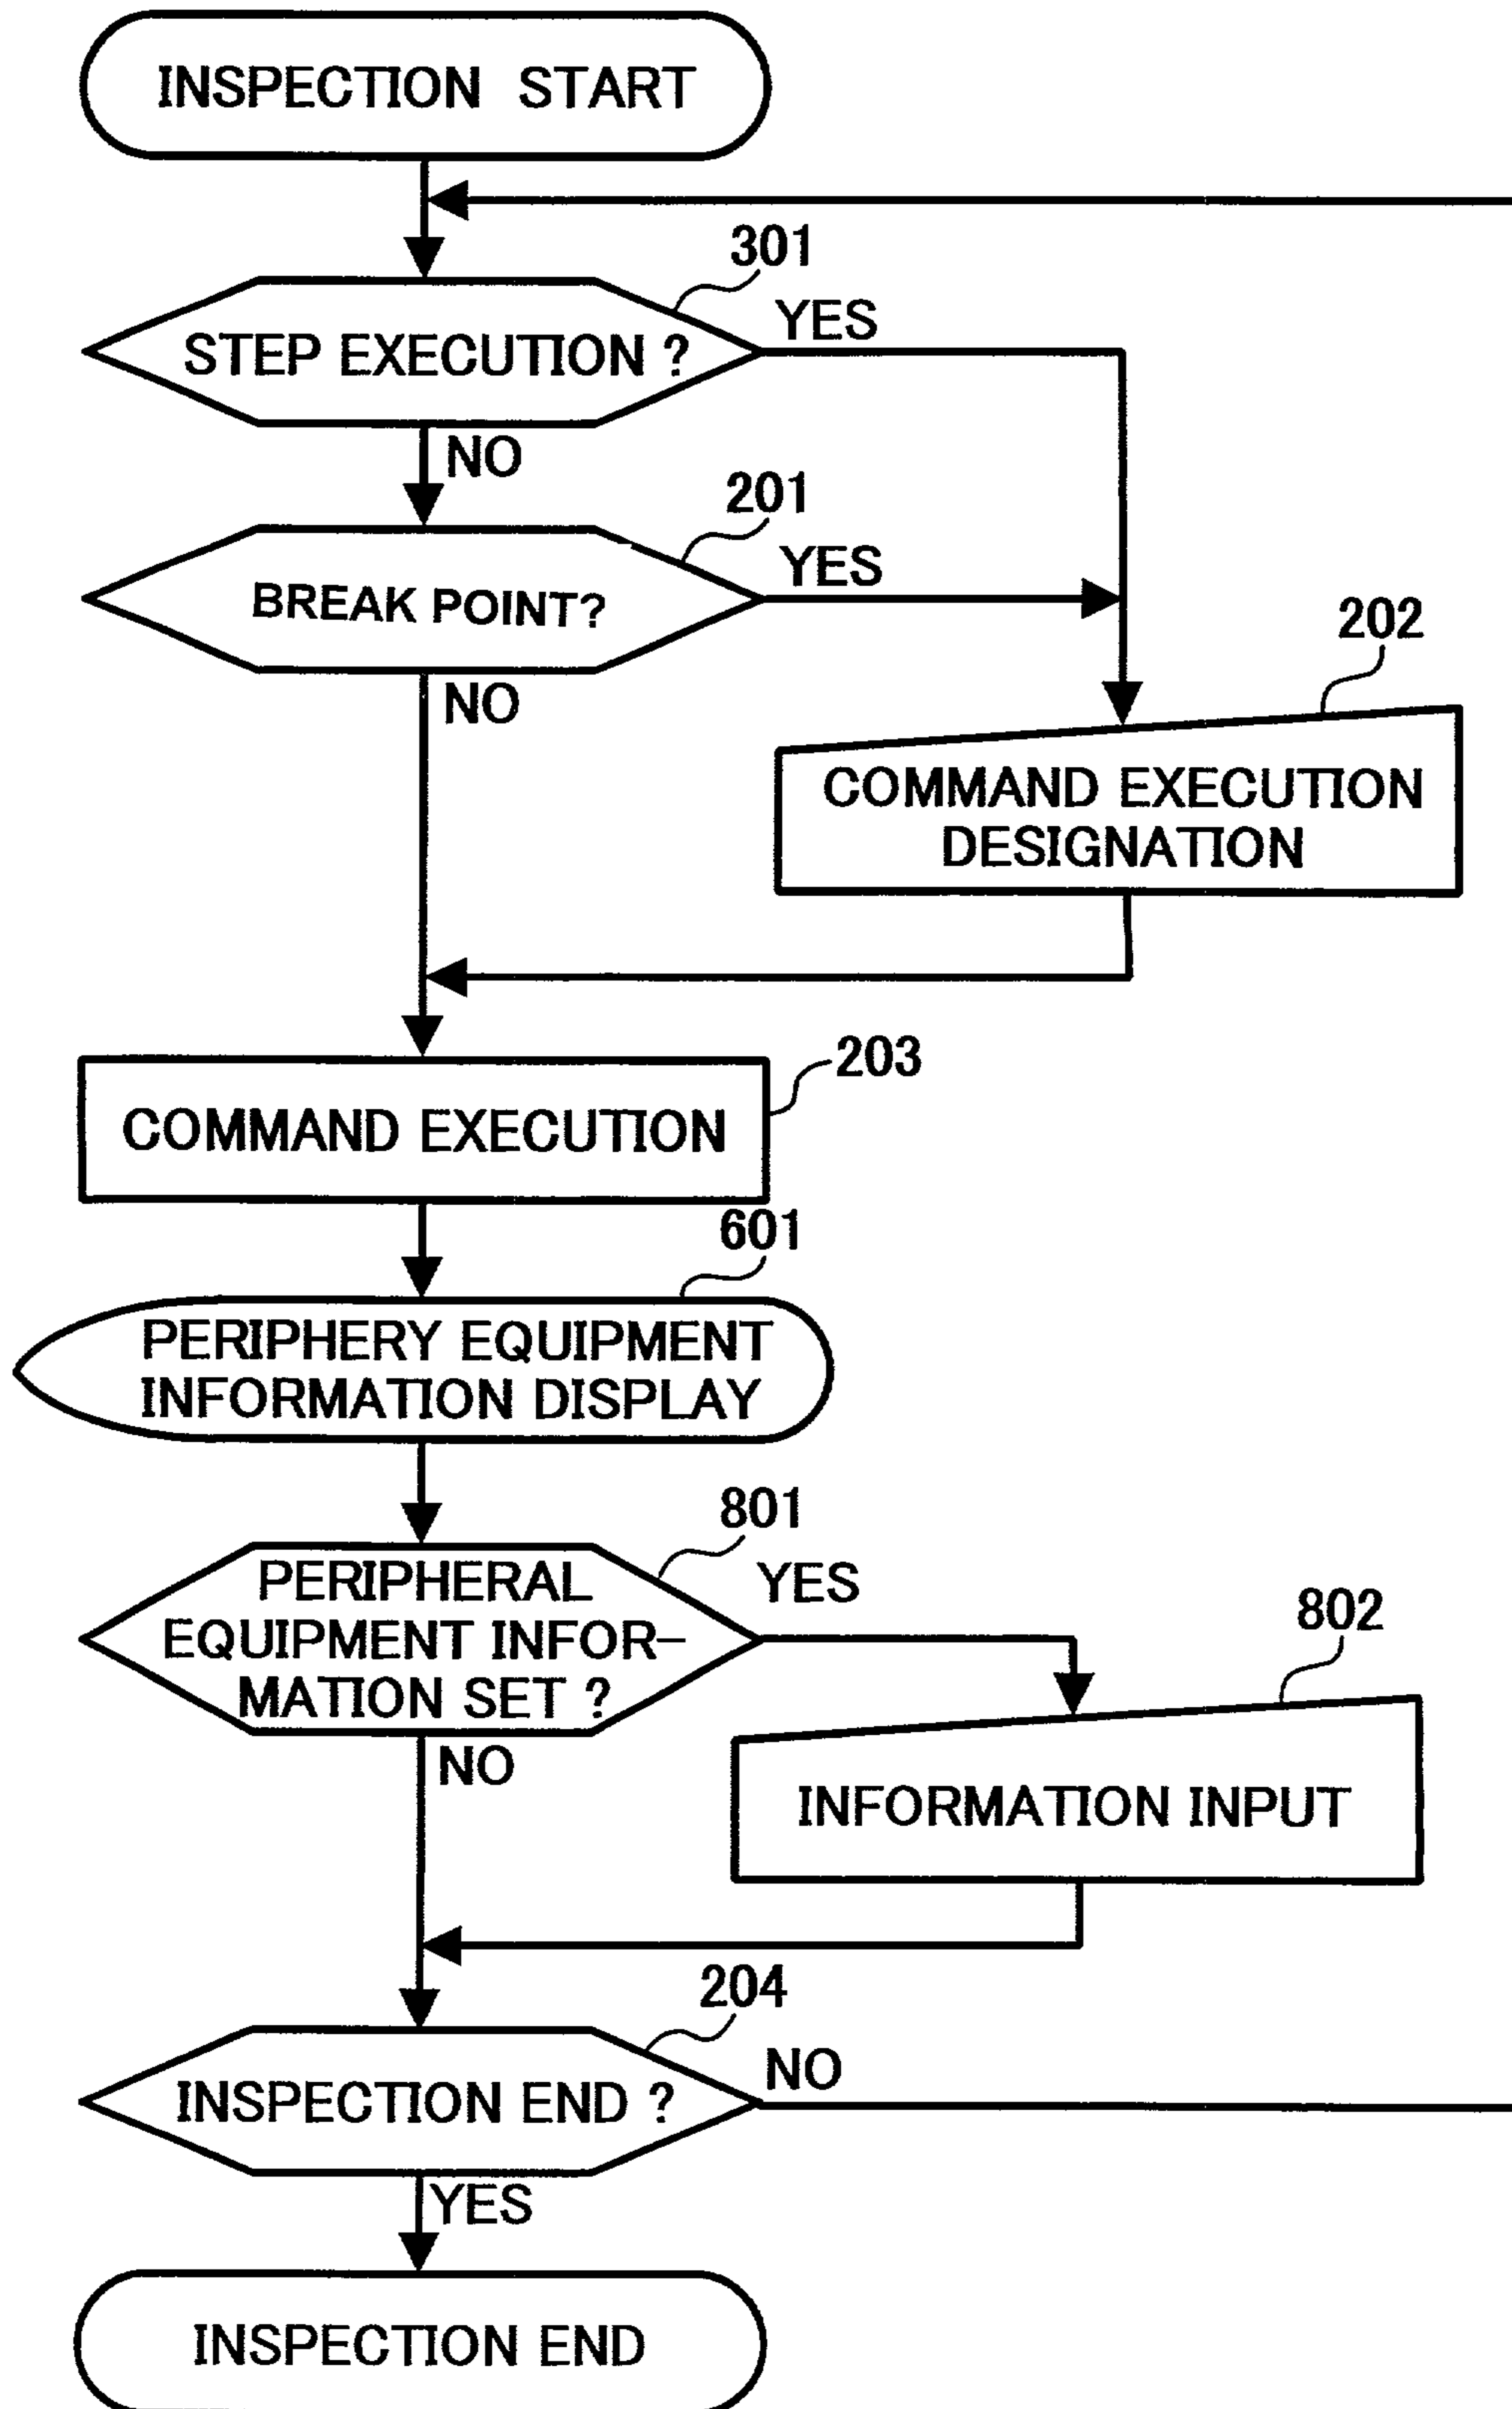 INSPECTION START
301
YES
STEP EXECUTION ?
NO
201
YES
BREAK POINT?
202
NO
COMMAND EXECUTION
DESIGNATION
203
COMMAND EXECUTION
601
PERIPHERY EQUIPMENT
INFORMATION DISPLAY
801
YES
PERIPHERAL
EQUIPMENT INFOR-
MATION SET ?
802
NO
INFORMATION INPUT
204
NO
INSPECTION END ?
YES
INSPECTION END